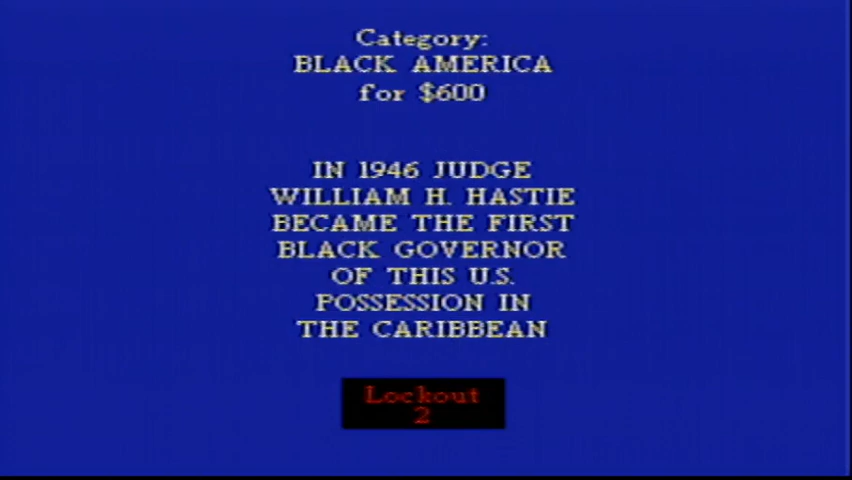 Category:
BLACK AMERICA
for $600
IN 1946 JUDGE
WILLIAM H. HASTIE
BECAME THE FIRST
BLACK GOVERNOR
OF THIS U.S.
POSSESSION IN
THE CARIBBEAN
Lockout
2